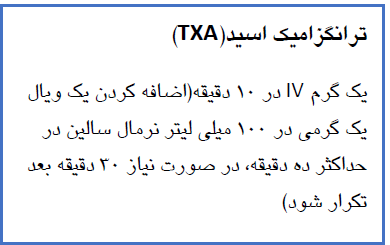 ترانگزامیک اسید(TXA)
یک گرم IV در ۱۰ دقیقه(اضافه کردن یک ویال
یک گرمی در ۱۰۰ میلی لیتر نرمال سالین در
حداکثر ده دقیقه، در صورت نیاز ۳۰ دقیقه بعد
تکرار شود)